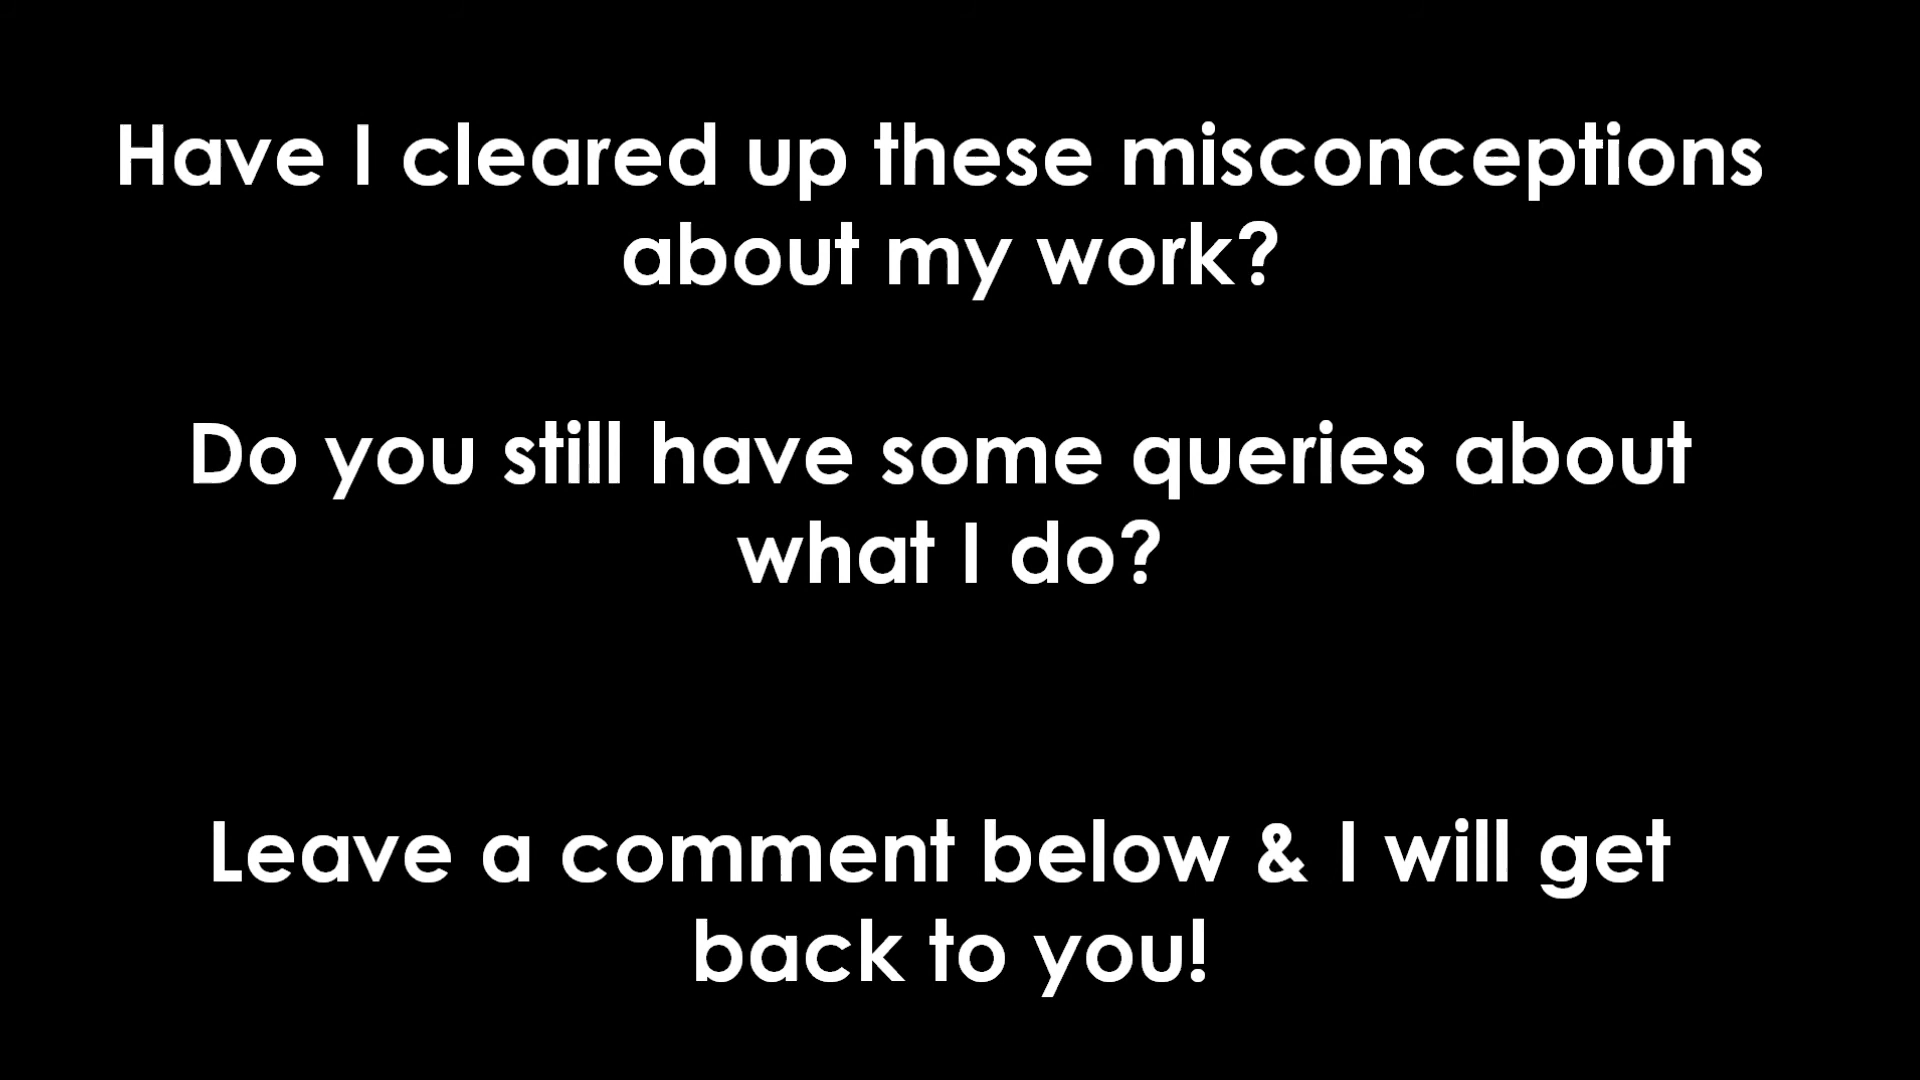 Have I cleared up these misconceptions
about my work?
Do you still have some queries about
what I do?
Leave a comment below & I will get
back to you!